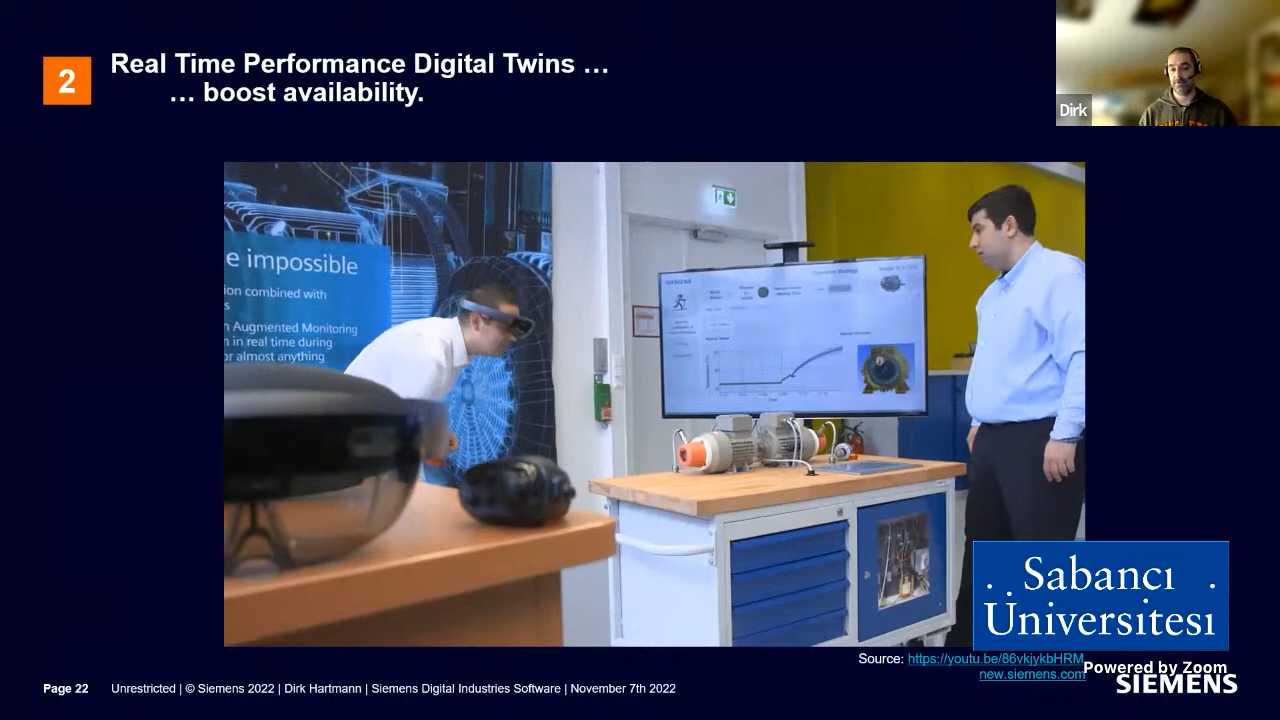 2
Real Time Performance Digital Twins …
… boost availability.
Dirk
e impossible
ion combined with
s
n Augmented Monitoring
n in real time during
or almost anything
SIEMENS
Sabancı
Üniversitesi
Source: https://youtu.be/86vkjykbHRM
new.siemens.com
Powered by Zoom
SIEMENS
Page 22
Unrestricted | © Siemens 2022 | Dirk Hartmann | Siemens Digital Industries Software | November 7th 2022